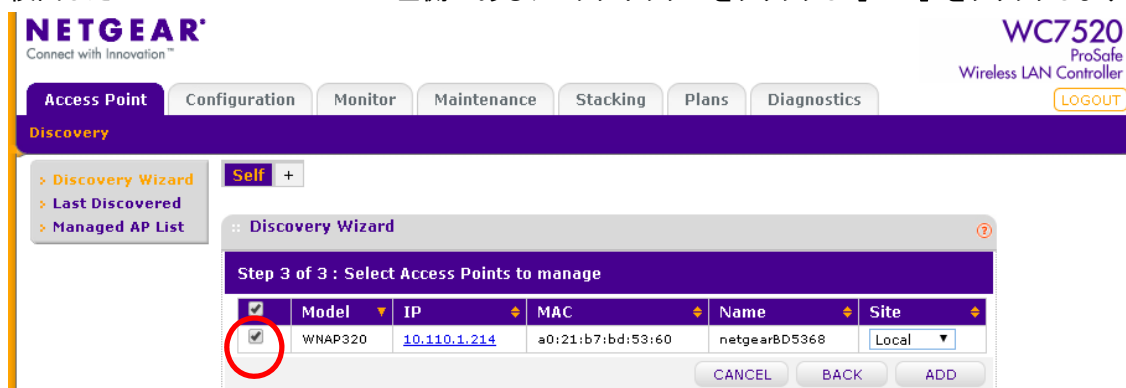 NETGEAR®
Connect with Innovation™
WC7520
ProSafe
Wireless LAN Controller
Access Point Configuration Monitor Maintenance Stacking Plans Diagnostics LOGOUT
Discovery
Discovery Wizard
Last Discovered
Managed AP List
Self +
Discovery Wizard ?
Step 3 of 3 : Select Access Points to manage
Model IP MAC Name Site
WNAP320 10.110.1.214 a0:21:b7:bd:53:60 netgearBD5368 Local
CANCEL BACK ADD